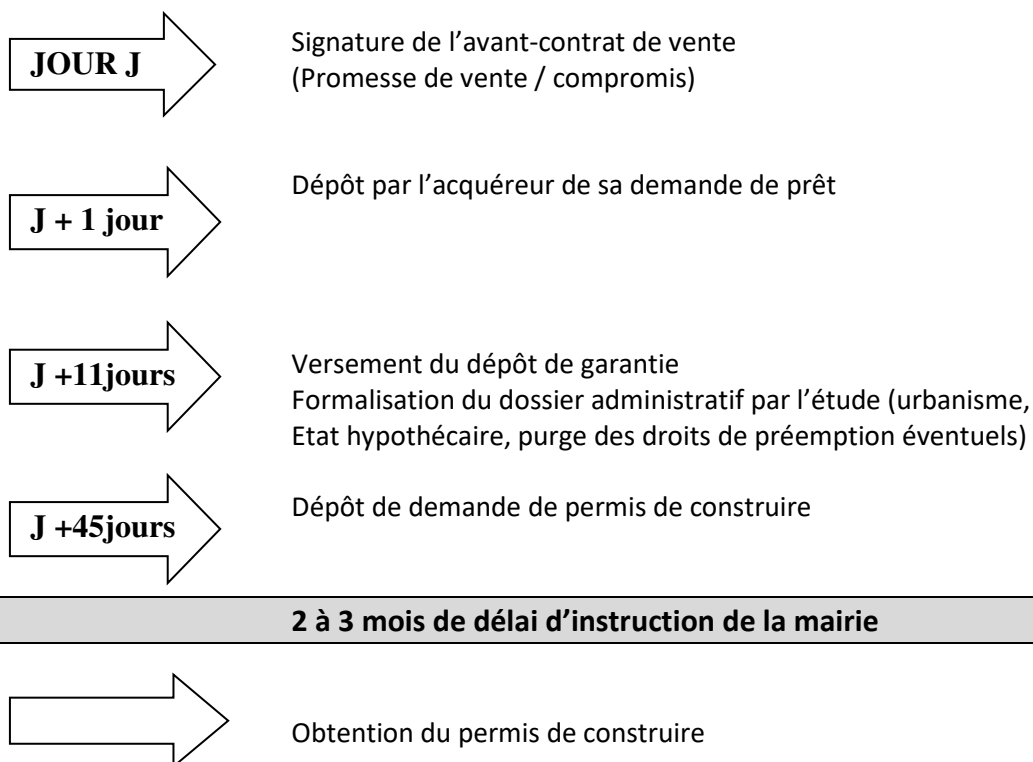 JOUR J
Signature de l’avant-contrat de vente
(Promesse de vente / compromis)
J + 1 jour
Dépôt par l’acquéreur de sa demande de prêt
J +11jours
Versement du dépôt de garantie
Formalisation du dossier administratif par l’étude (urbanisme,
Etat hypothécaire, purge des droits de préemption éventuels)
J +45jours
Dépôt de demande de permis de construire
2 à 3 mois de délai d’instruction de la mairie
Obtention du permis de construire